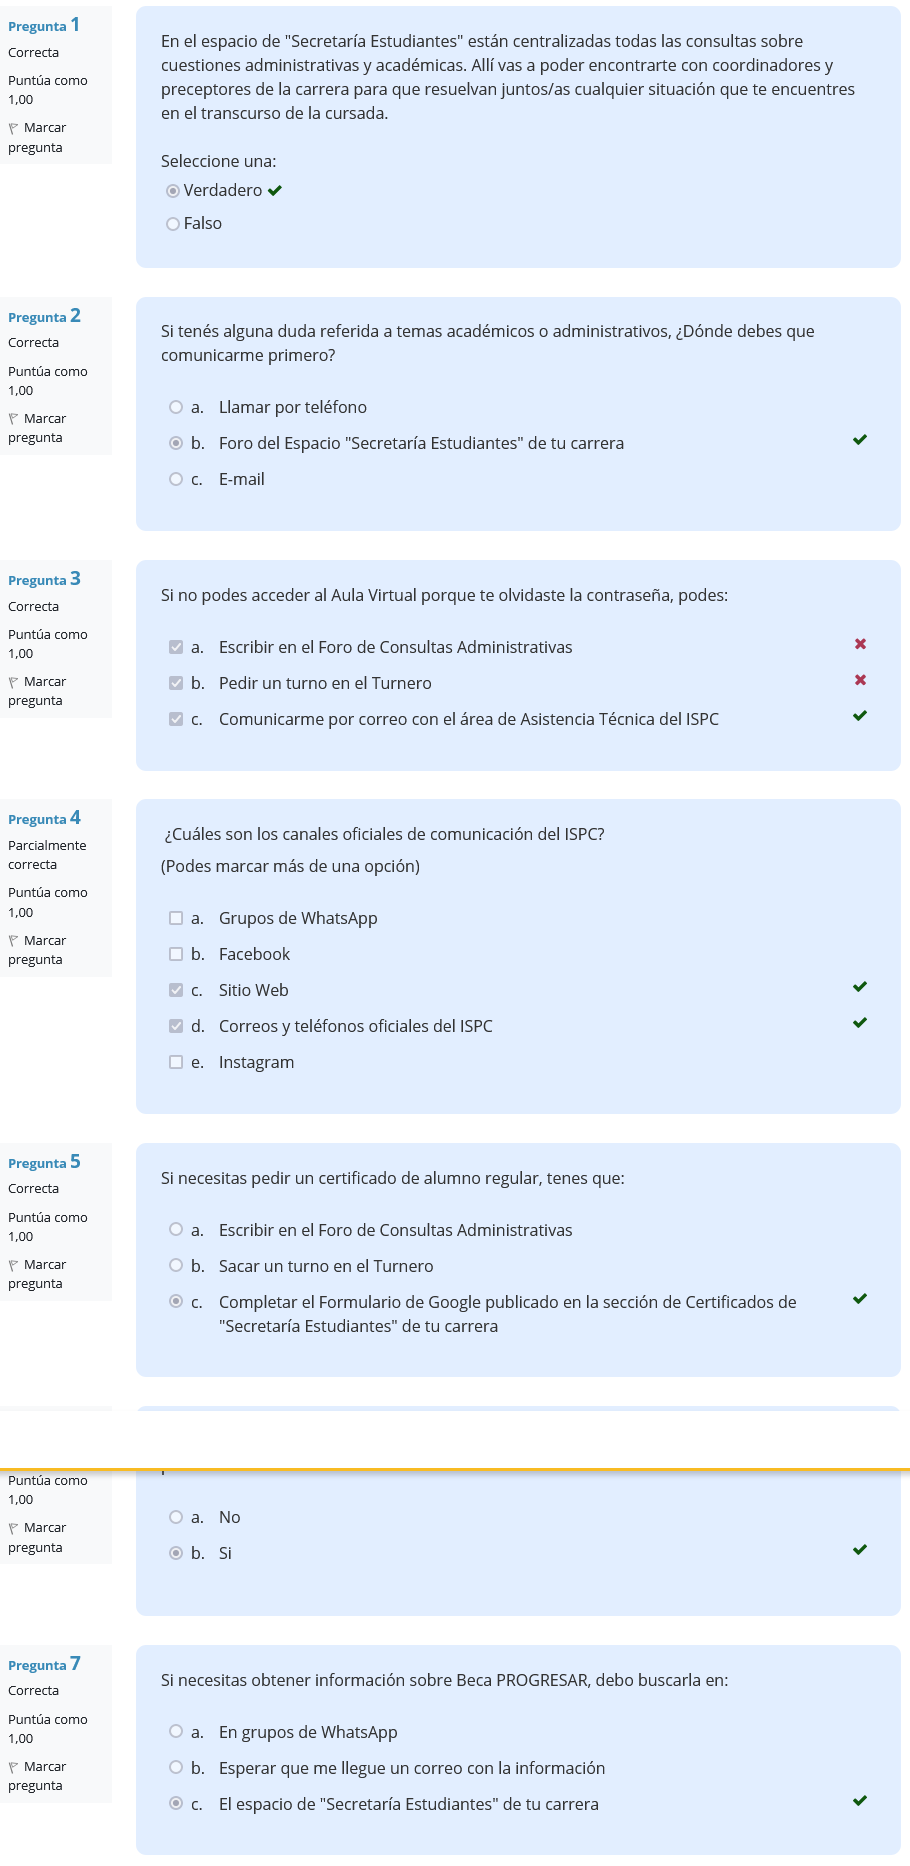 Pregunta 1
Correcta
Puntúa como
1,00
Marcar
pregunta
En el espacio de "Secretaría Estudiantes" están centralizadas todas las consultas sobre
cuestiones administrativas y académicas. Allí vas a poder encontrarte con coordinadores y
preceptores de la carrera para que resuelvan juntos/as cualquier situación que te encuentres
en el transcurso de la cursada.
Seleccione una:
Verdadero
Falso
Pregunta 2
Correcta
Puntúa como
1,00
Marcar
pregunta
Si tenés alguna duda referida a temas académicos o administrativos, ¿Dónde debes que
comunicarme primero?
a. Llamar por teléfono
b. Foro del Espacio "Secretaría Estudiantes" de tu carrera
c. E-mail
Pregunta 3
Correcta
Puntúa como
1,00
Marcar
pregunta
Si no podes acceder al Aula Virtual porque te olvidaste la contraseña, podes:
a. Escribir en el Foro de Consultas Administrativas
b. Pedir un turno en el Turnero
c. Comunicarme por correo con el área de Asistencia Técnica del ISPC
Pregunta 4
Parcialmente
correcta
Puntúa como
1,00
Marcar
pregunta
¿Cuáles son los canales oficiales de comunicación del ISPC?
(Podes marcar más de una opción)
a. Grupos de WhatsApp
b. Facebook
c. Sitio Web
d. Correos y teléfonos oficiales del ISPC
e. Instagram
Pregunta 5
Correcta
Puntúa como
1,00
Marcar
pregunta
Si necesitas pedir un certificado de alumno regular, tenes que:
a. Escribir en el Foro de Consultas Administrativas
b. Sacar un turno en el Turnero
c. Completar el Formulario de Google publicado en la sección de Certificados de
"Secretaría Estudiantes" de tu carrera
Puntúa como
1,00
Marcar
pregunta
a. No
b. Si
Pregunta 7
Correcta
Puntúa como
1,00
Marcar
pregunta
Si necesitas obtener información sobre Beca PROGRESAR, debo buscarla en:
a. En grupos de WhatsApp
b. Esperar que me llegue un correo con la información
c. El espacio de "Secretaría Estudiantes" de tu carrera